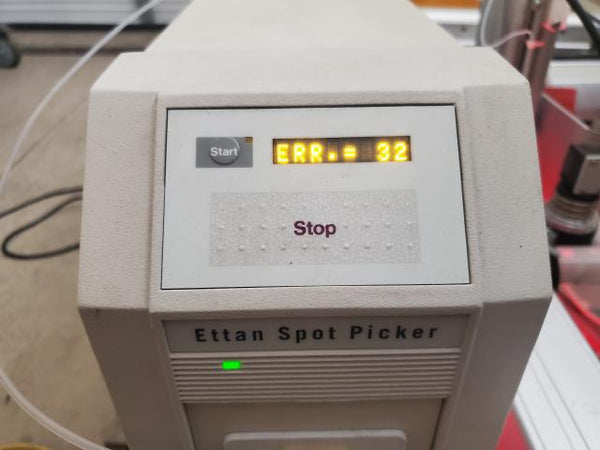 Start
ERR.= 32
Stop
Ettan Spot Picker